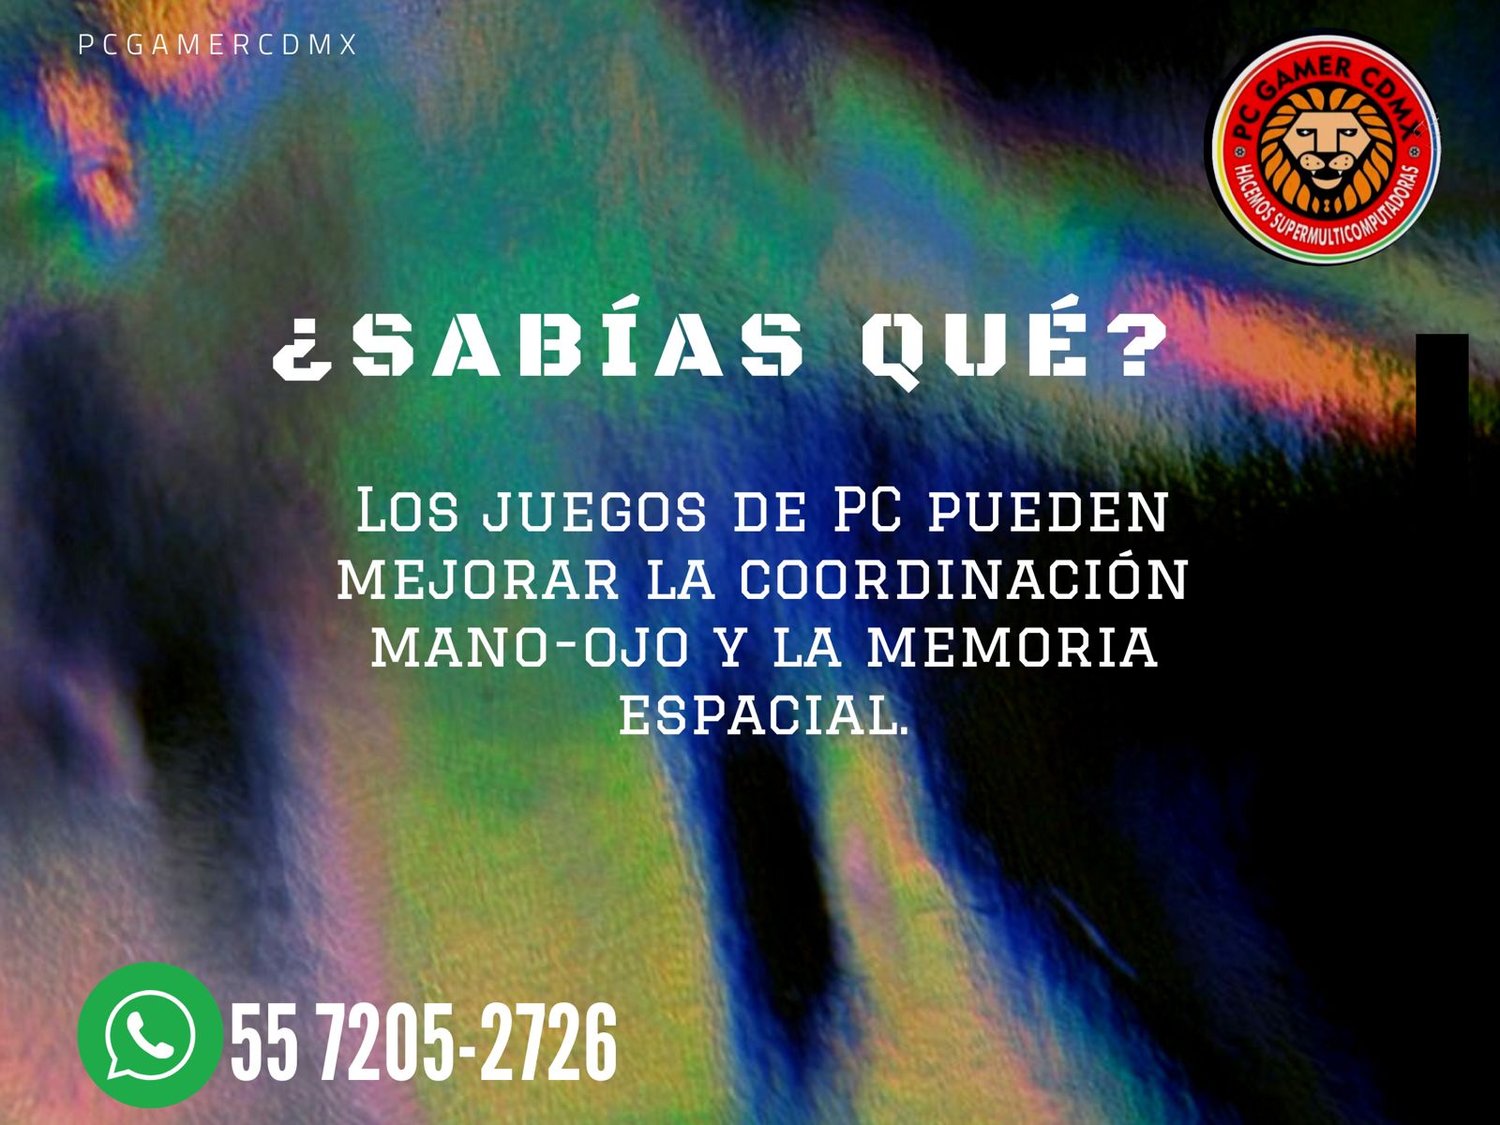 PCGAMERCDMX
PC GAMER CDMX
HACEMOS SUPERMULTICOMPUTADORAS
¿SABÍAS QUÉ?
LOS JUEGOS DE PC PUEDEN
MEJORAR LA COORDINACIÓN
MANO-OJO Y LA MEMORIA
ESPACIAL.
55 7205-2726